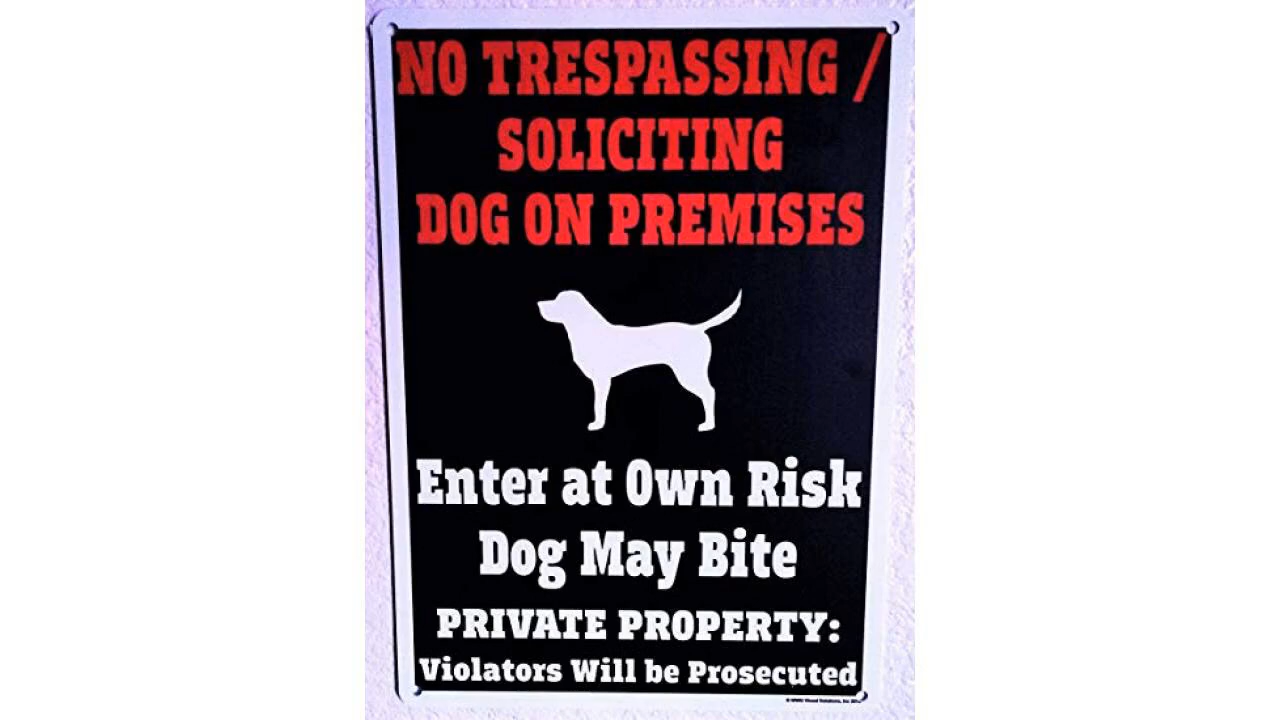 NO TRESPASSING /
SOLICITING
DOG ON PREMISES
Enter at Own Risk
Dog May Bite
PRIVATE PROPERTY:
Violators Will be Prosecuted